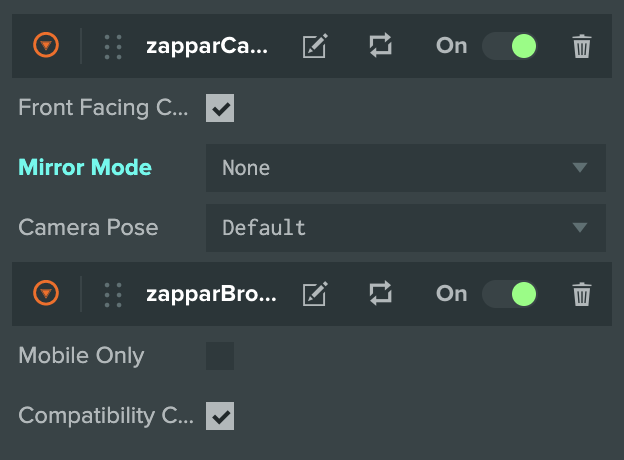 zapparCa... On
Front Facing C...
Mirror Mode None
Camera Pose Default
zapparBro... On
Mobile Only
Compatibility C...